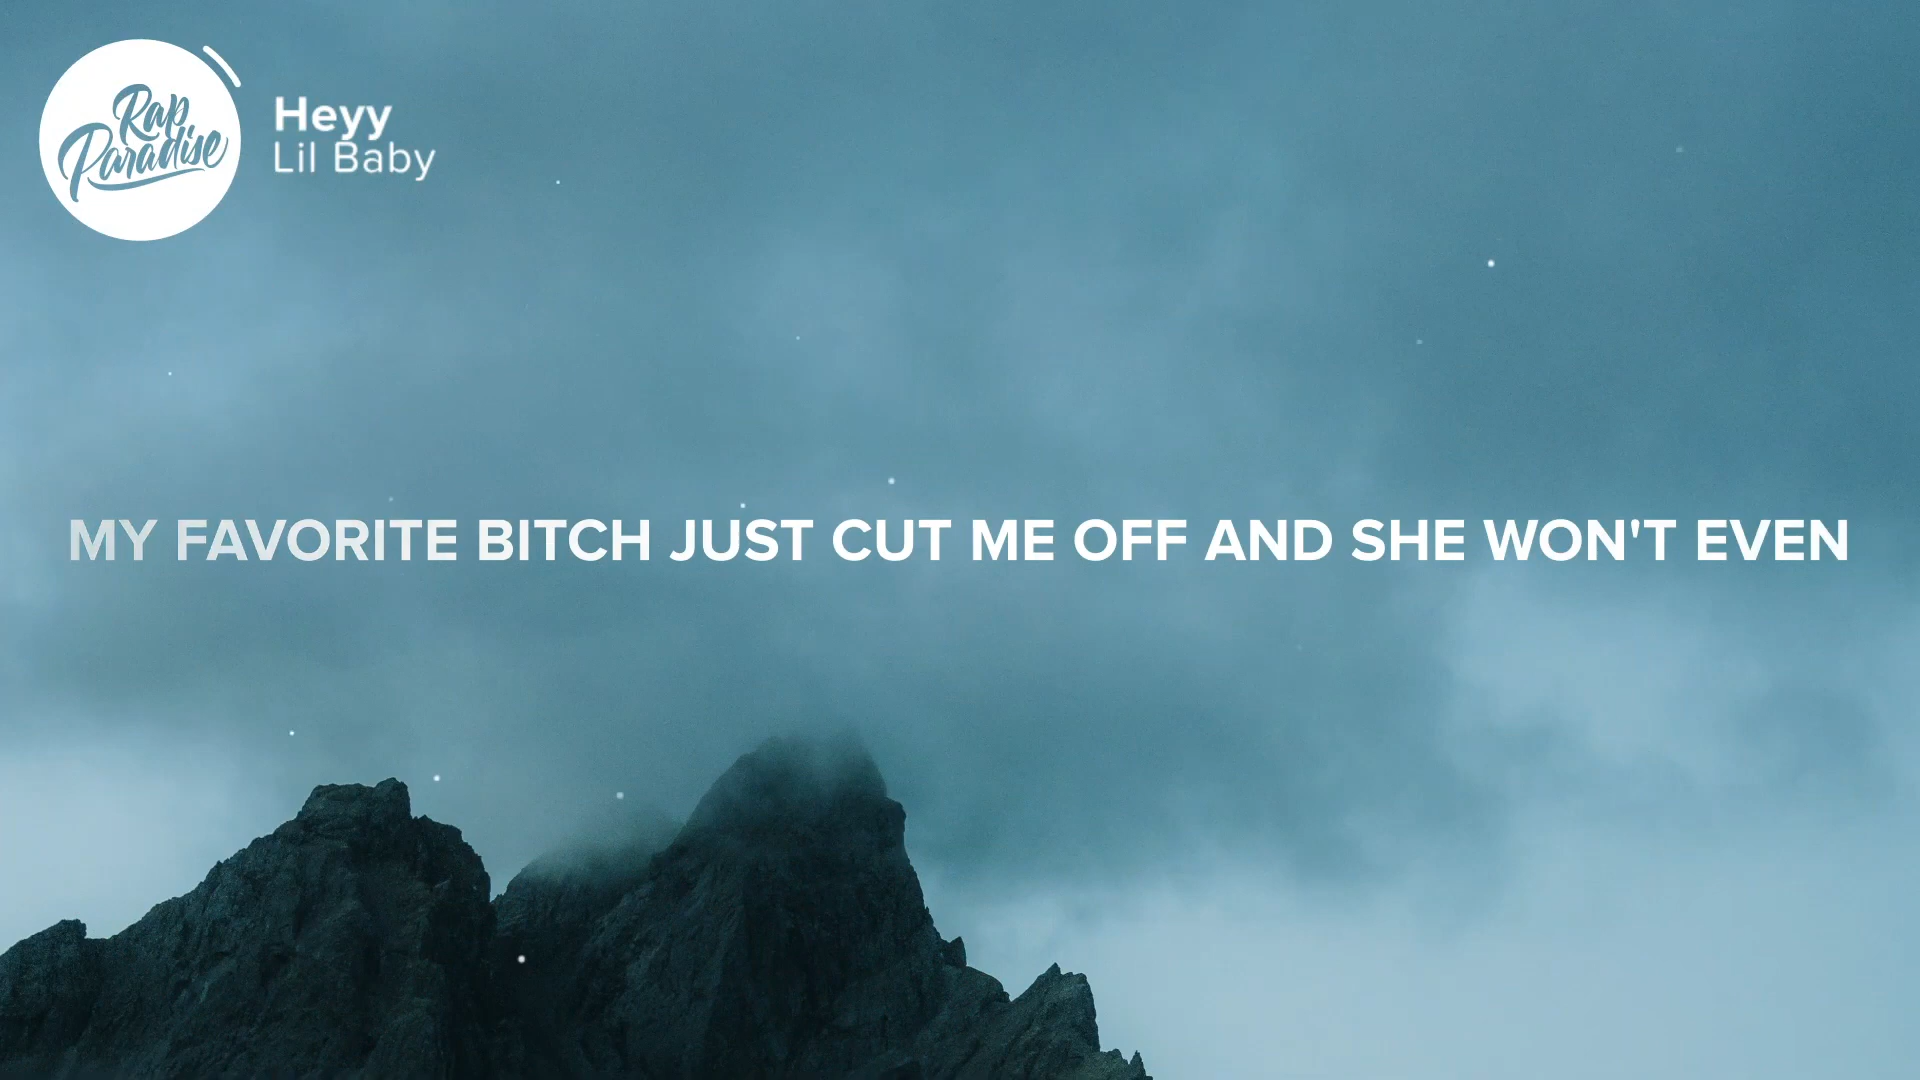 Rap
Paradise
Heyy
Lil Baby
MY FAVORITE BITCH JUST CUT ME OFF AND SHE WON'T EVEN